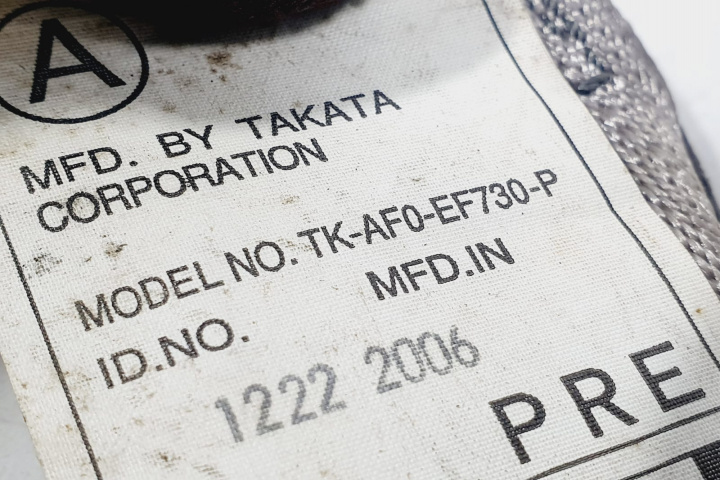 A
MFD. BY TAKATA
CORPORATION
MODEL NO. TK-AF0-EF730-P
ID.NO. MFD.IN
1222 2006
PRE